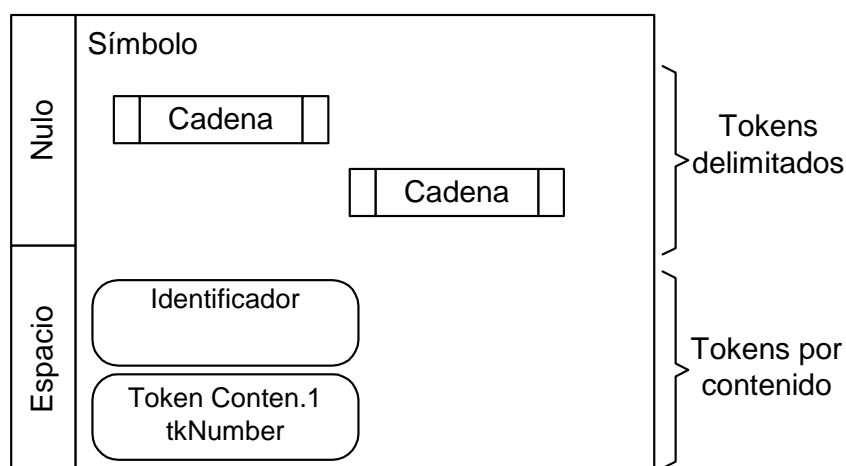 Símbolo
Nulo
Cadena
Cadena
Tokens
delimitados
Espacio
Identificador
Token Conten.1
tkNumber
Tokens por
contenido